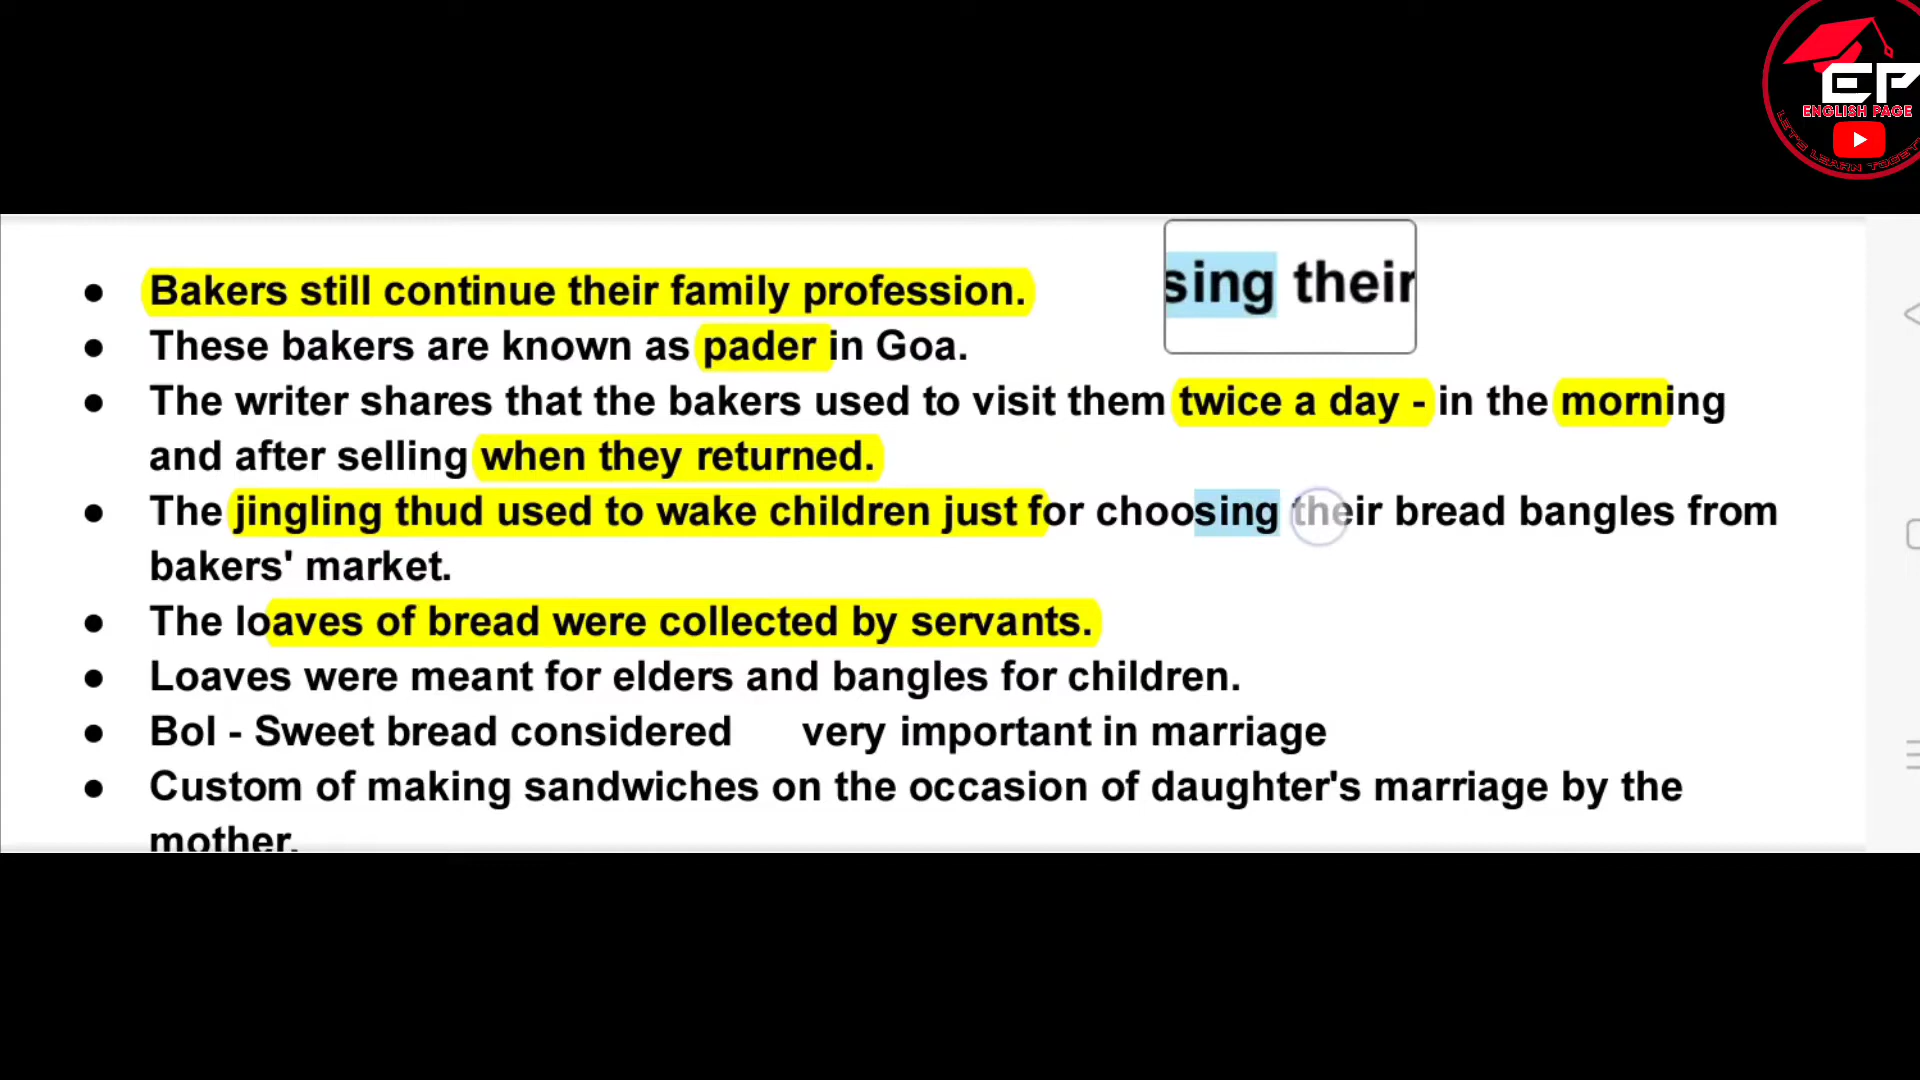 EP
ENGLISH PAGE
LET'S LEARN
sing their
● Bakers still continue their family profession.
● These bakers are known as pader in Goa.
● The writer shares that the bakers used to visit them twice a day - in the morning
and after selling when they returned.
● The jingling thud used to wake children just for choosing their bread bangles from
bakers' market.
● The loaves of bread were collected by servants.
● Loaves were meant for elders and bangles for children.
● Bol - Sweet bread considered very important in marriage
● Custom of making sandwiches on the occasion of daughter's marriage by the
mother.